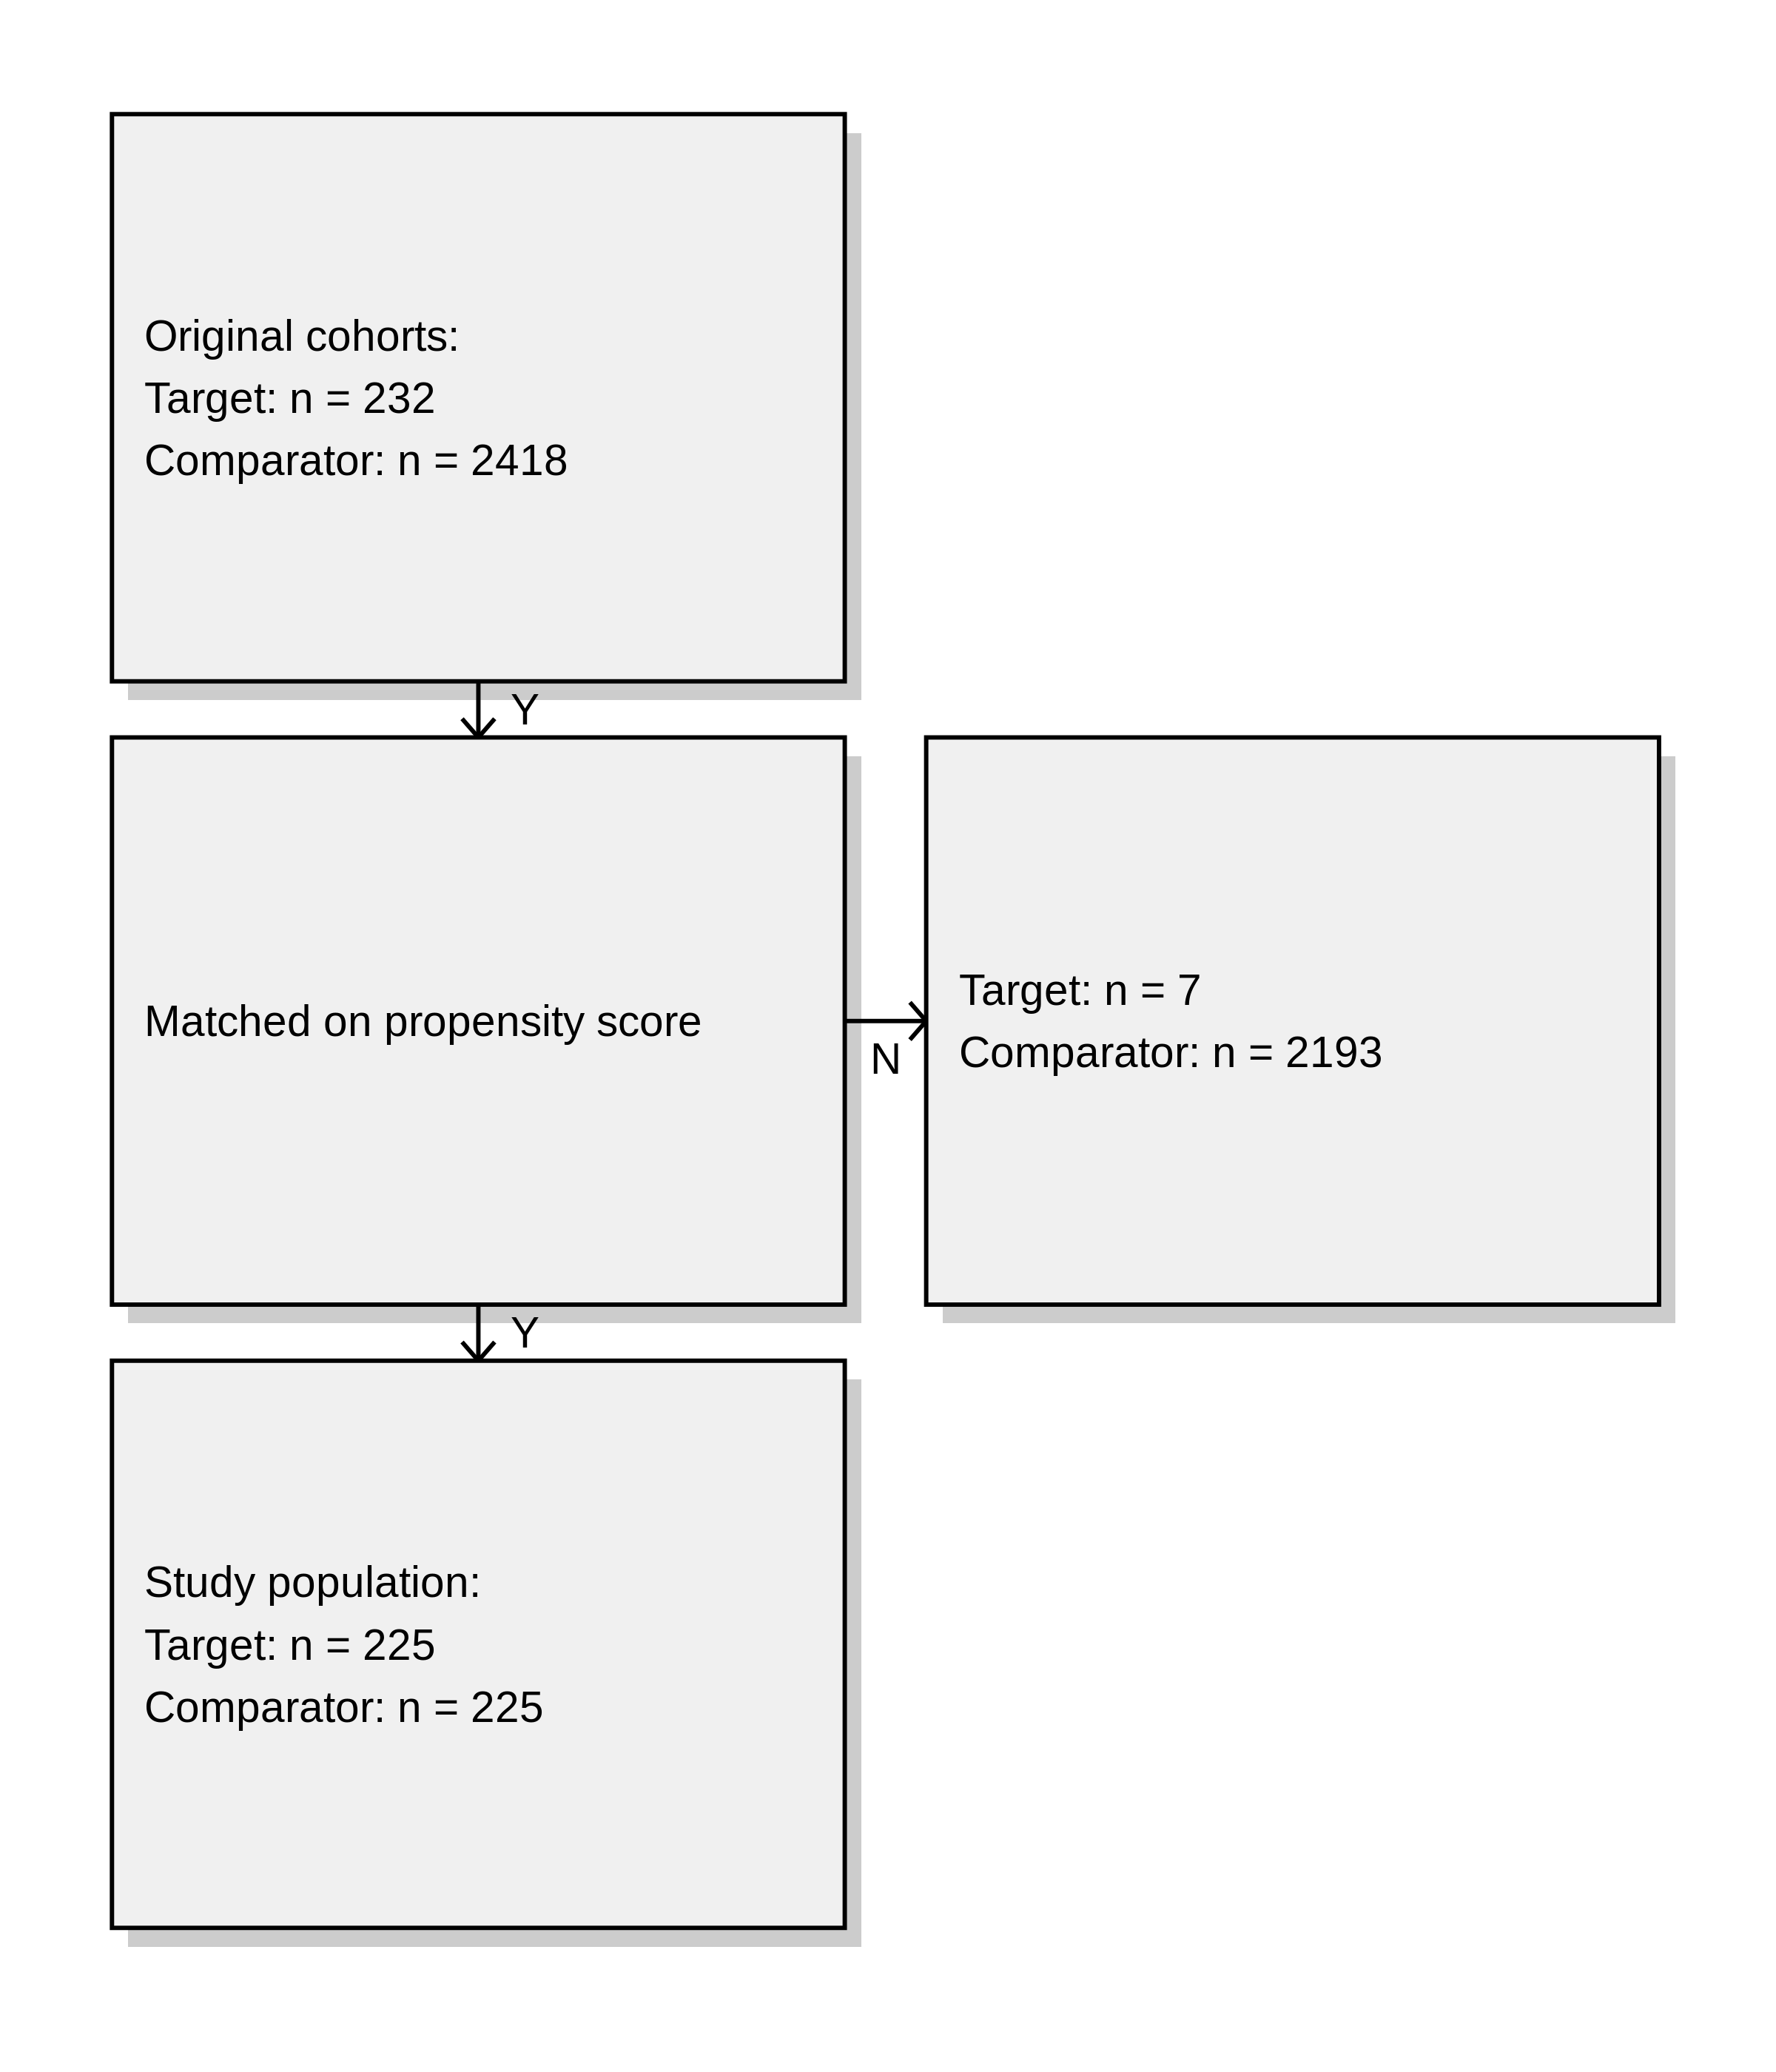 Original cohorts:
Target: n = 232
Comparator: n = 2418
Y
Matched on propensity score
N
Target: n = 7
Comparator: n = 2193
Y
Study population:
Target: n = 225
Comparator: n = 225